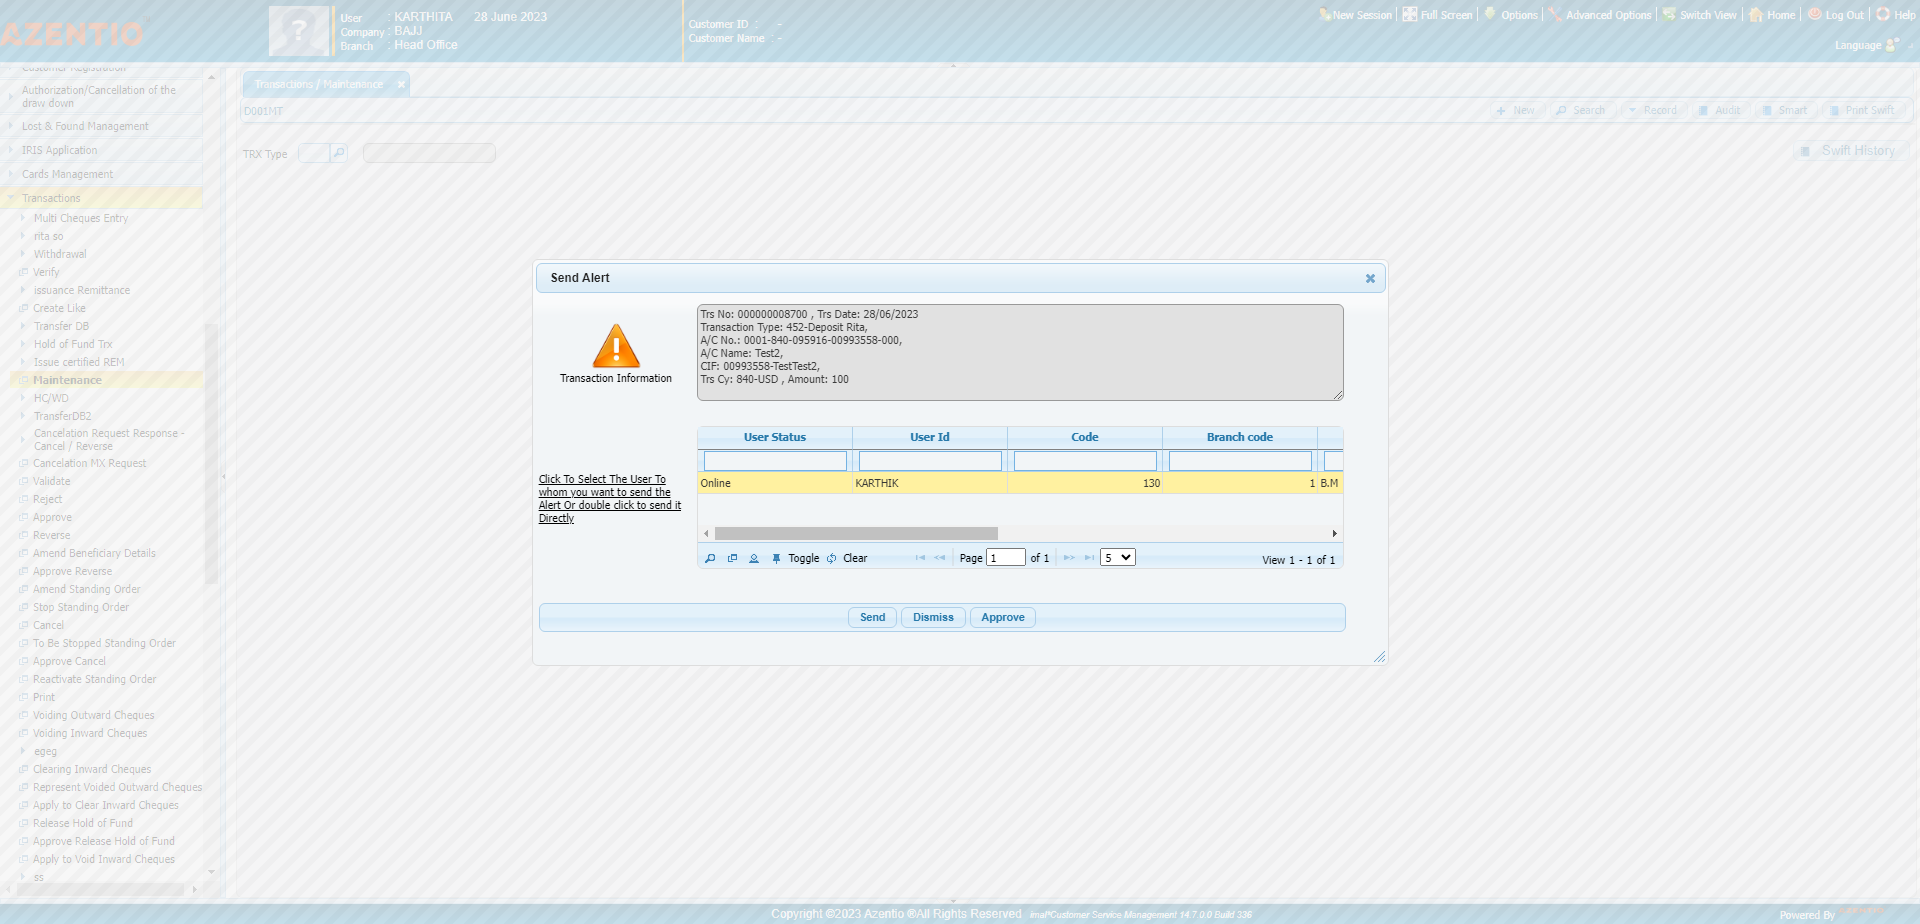 AZENTIO
User : KARTHITA 28 June 2023
Company : BAJJ
Branch : Head Office
Customer ID : -
Customer Name : -
New Session
Full Screen
Options
Advanced Options
Switch View
Home
Log Out
Help
Language
Customer Registration
Authorization/Cancellation of the
draw down
Lost & Found Management
IRIS Application
Cards Management
Transactions
Multi Cheques Entry
rita so
Withdrawal
Verify
issuance Remittance
Create Like
Transfer DB
Hold of Fund Trx
Issue certified REM
Maintenance
HC/WD
TransferDB2
Cancelation Request Response -
Cancel / Reverse
Cancelation MX Request
Validate
Reject
Approve
Reverse
Amend Beneficiary Details
Approve Reverse
Amend Standing Order
Stop Standing Order
Cancel
To Be Stopped Standing Order
Approve Cancel
Reactivate Standing Order
Print
Voiding Outward Cheques
Voiding Inward Cheques
egeg
Clearing Inward Cheques
Represent Voided Outward Cheques
Apply to Clear Inward Cheques
Release Hold of Fund
Approve Release Hold of Fund
Apply to Void Inward Cheques
ss
Transactions / Maintenance
D001MT
New
Search
Record
Audit
Smart
Print Swift
TRX Type
Swift History
Send Alert
Transaction Information
Trs No: 000000008700 , Trs Date: 28/06/2023
Transaction Type: 452-Deposit Rita,
A/C No.: 0001-840-095916-00993558-000,
A/C Name: Test2,
CIF: 00993558-TestTest2,
Trs Cy: 840-USD , Amount: 100
Click To Select The User To
whom you want to send the
Alert Or double click to send it
Directly
User Status User Id Code Branch code
Online KARTHIK 130 1 B.M
Toggle Clear Page 1 of 1 5 View 1 - 1 of 1
Send Dismiss Approve
Copyright ©2023 Azentio ®All Rights Reserved imal*Customer Service Management 14.7.0.0 Build 336
Powered By